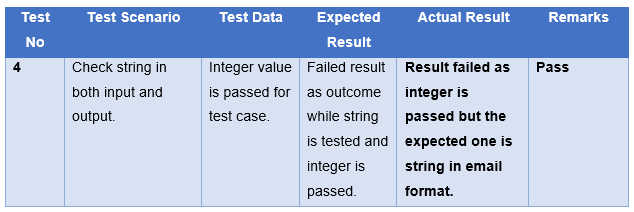 Test No
Test Scenario
Test Data
Expected Result
Actual Result
Remarks
4
Check string in
both input and
output.
Integer value
is passed for
test case.
Failed result
as outcome
while string
is tested and
integer is
passed.
Result failed as
integer is
passed but the
expected one is
string in email
format.
Pass